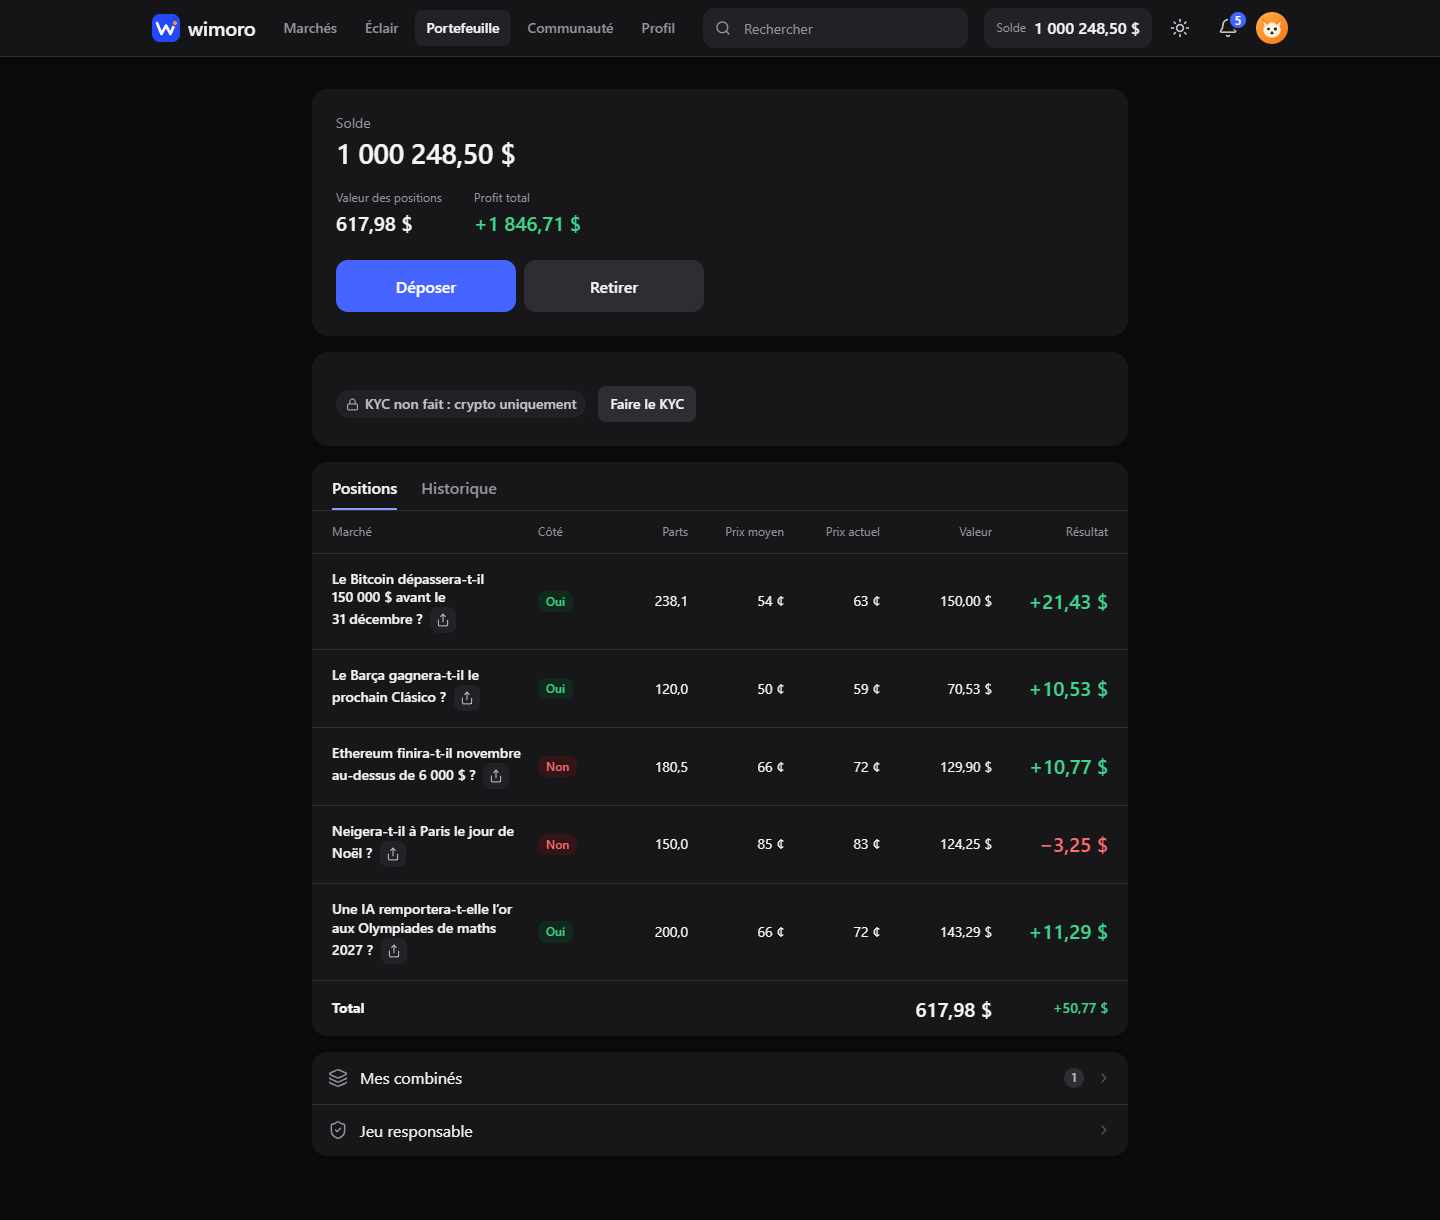 wimoro Marchés Éclair Portefeuille Communauté Profil Rechercher Solde 1 000 248,50 $ 5
Solde
1 000 248,50 $
Valeur des positions Profit total
617,98 $ +1 846,71 $
Déposer Retirer
KYC non fait : crypto uniquement Faire le KYC
Positions Historique
Marché Côté Parts Prix moyen Prix actuel Valeur Résultat
Le Bitcoin dépassera-t-il
150 000 $ avant le
31 décembre ?
Oui 238,1 54 ¢ 63 ¢ 150,00 $ +21,43 $
Le Barça gagnera-t-il le
prochain Clásico ?
Oui 120,0 50 ¢ 59 ¢ 70,53 $ +10,53 $
Ethereum finira-t-il novembre
au-dessus de 6 000 $ ?
Non 180,5 66 ¢ 72 ¢ 129,90 $ +10,77 $
Neigera-t-il à Paris le jour de
Noël ?
Non 150,0 85 ¢ 83 ¢ 124,25 $ −3,25 $
Une IA remportera-t-elle l’or
aux Olympiades de maths
2027 ?
Oui 200,0 66 ¢ 72 ¢ 143,29 $ +11,29 $
Total 617,98 $ +50,77 $
Mes combinés 1
Jeu responsable